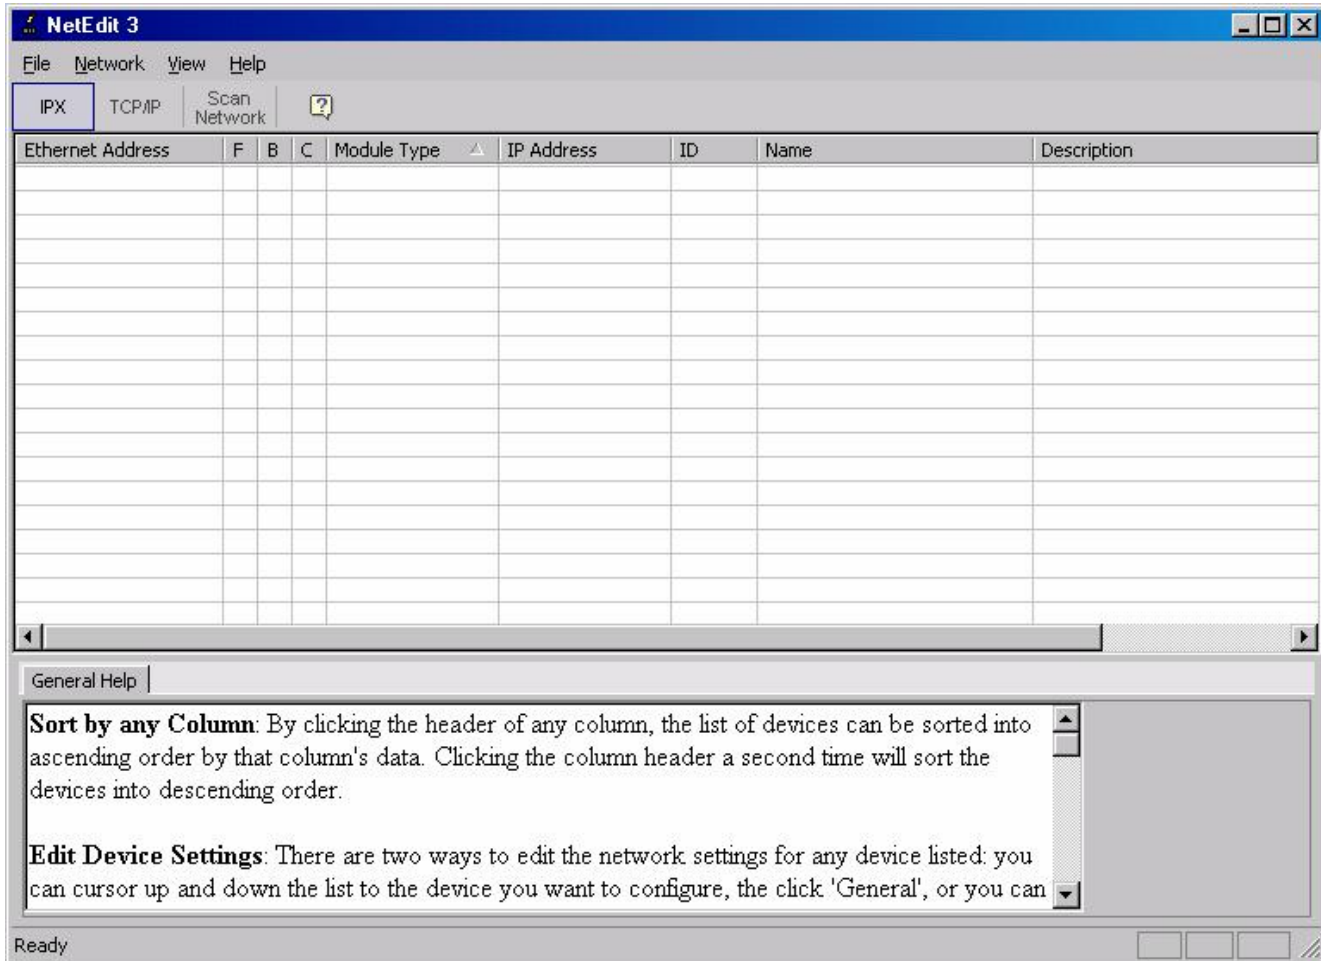 NetEdit 3
File Network View Help
IPX TCP/IP Scan Network
Ethernet Address F B C Module Type IP Address ID Name Description
General Help
Sort by any Column: By clicking the header of any column, the list of devices can be sorted into
ascending order by that column's data. Clicking the column header a second time will sort the
devices into descending order.
Edit Device Settings: There are two ways to edit the network settings for any device listed: you
can cursor up and down the list to the device you want to configure, the click 'General', or you can
Ready